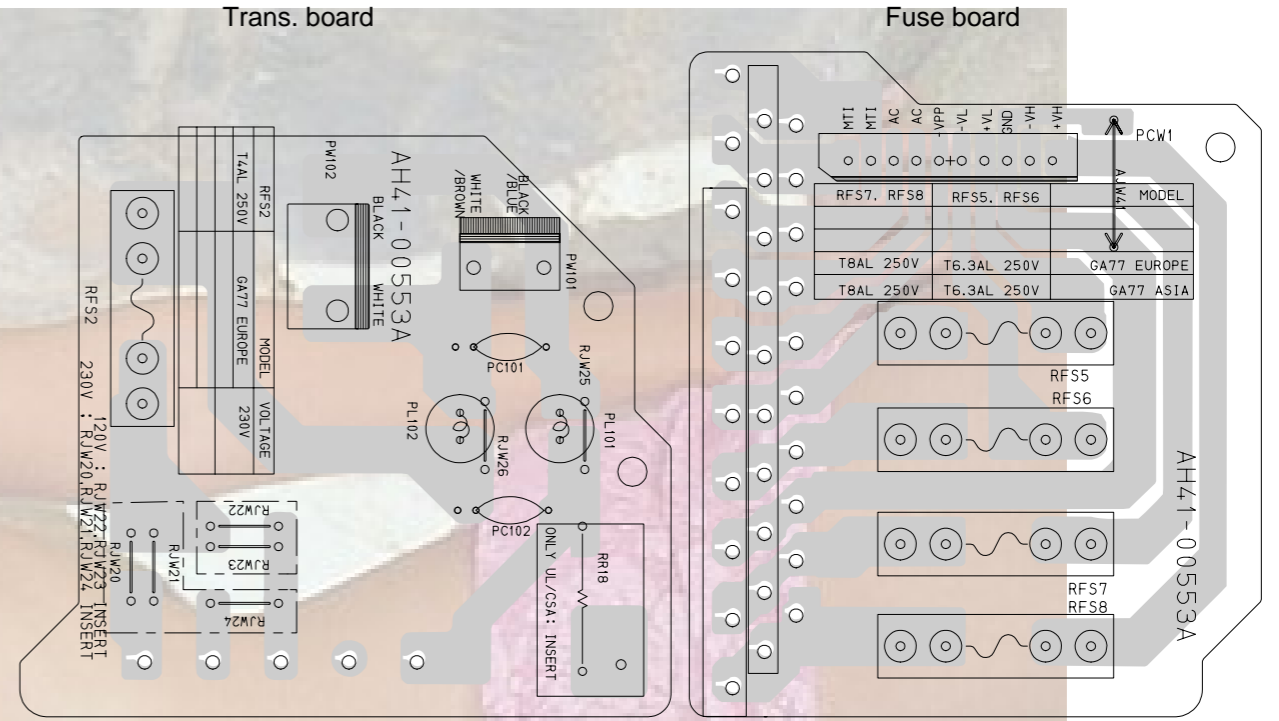 Trans. board
Fuse board
RFS2
T4AL 250V
MODEL
GA77 EUROPE
VOLTAGE
230V
RFS2
PW102
BLACK
WHITE
AH41-00553A
WHITE
/BROWN
BLACK
/BLUE
PW101
PC101
RJW25
PL102
PL101
RJW26
PC102
120V : RJW22,RJW23 INSERT
230V : RJW20,RJW21,RJW24 INSERT
RJW20
RJW21
RJW22
RJW23
RJW24
ONLY UL/CSA: INSERT
RR18
MTI
MTI
AC
AC
-VPP
VL-
VL+
GND
VH-
VH+
PCW1
AJW41
RFS7. RFS8 RFS5. RFS6 MODEL
T8AL 250V T6.3AL 250V GA77 EUROPE
T8AL 250V T6.3AL 250V GA77 ASIA
RFS5
RFS6
RFS7
RFS8
AH41-00553A